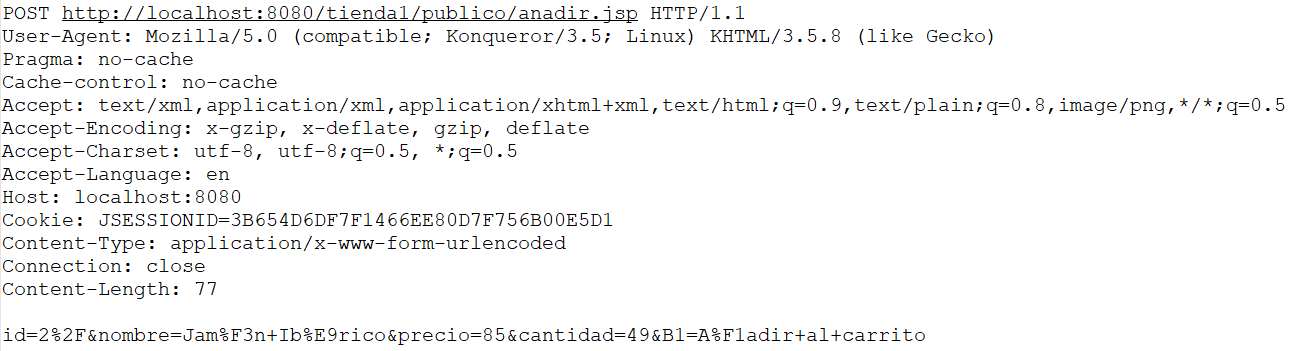 POST http://localhost:8080/tienda1/publico/anadir.jsp HTTP/1.1
User-Agent: Mozilla/5.0 (compatible; Konqueror/3.5; Linux) KHTML/3.5.8 (like Gecko)
Pragma: no-cache
Cache-control: no-cache
Accept: text/xml,application/xml,application/xhtml+xml,text/html;q=0.9,text/plain;q=0.8,image/png,*/*;q=0.5
Accept-Encoding: x-gzip, x-deflate, gzip, deflate
Accept-Charset: utf-8, utf-8;q=0.5, *;q=0.5
Accept-Language: en
Host: localhost:8080
Cookie: JSESSIONID=3B654D6DF7F1466EE80D7F756B00E5D1
Content-Type: application/x-www-form-urlencoded
Connection: close
Content-Length: 77

id=2%2F&nombre=Jam%F3n+Ib%E9rico&precio=85&cantidad=49&B1=A%F1adir+al+carrito